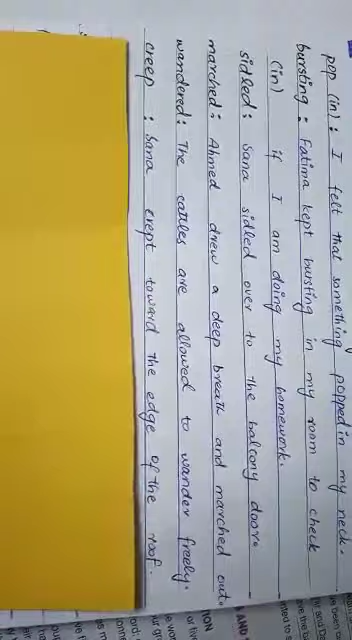 pop (in) : I felt that something popped in my neck.
bursting : Fatima kept bursting in my room to check
(in) if I am doing my homework.
sidled : Sana sidled over to the balcony door.
marched : Ahmed drew a deep breath and marched out.
wandered : The cattles are allowed to wander freely.
creep : Sana crept toward the edge of the roof.